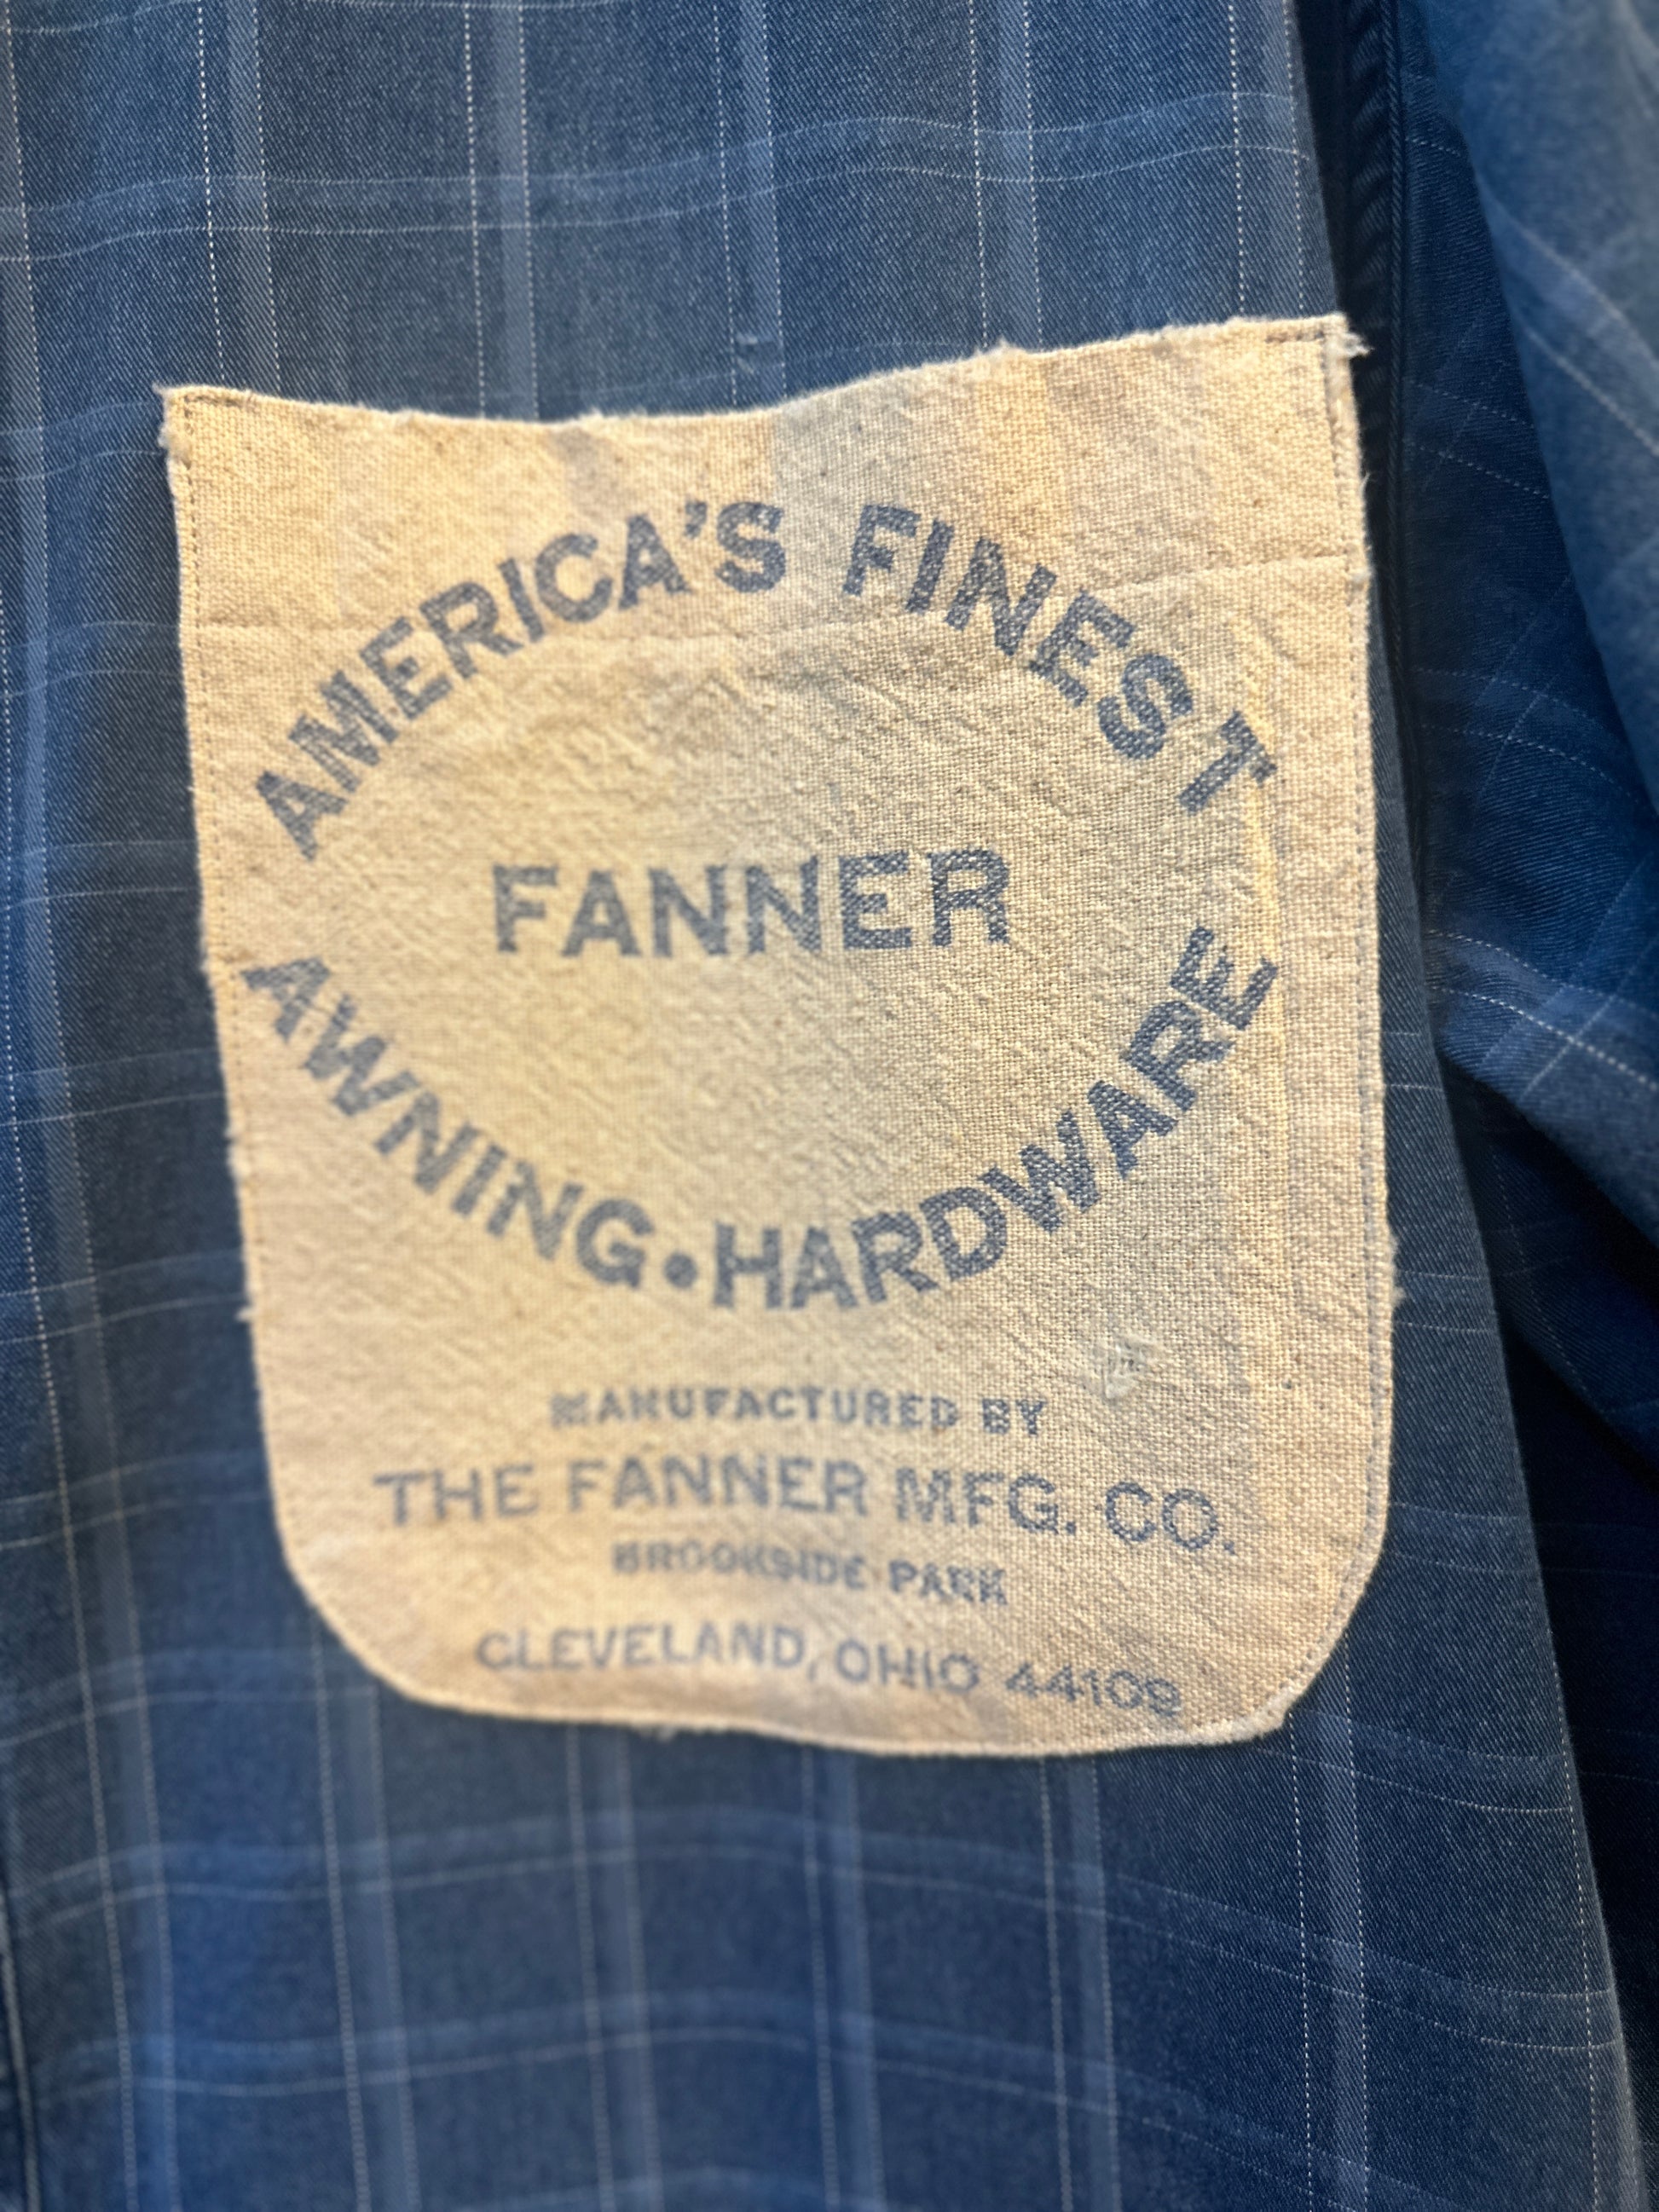 AMERICA'S FINEST
FANNER
AWNING • HARDWARE
MANUFACTURED BY
THE FANNER MFG. CO.
BROOKSIDE PARK
CLEVELAND, OHIO 44109